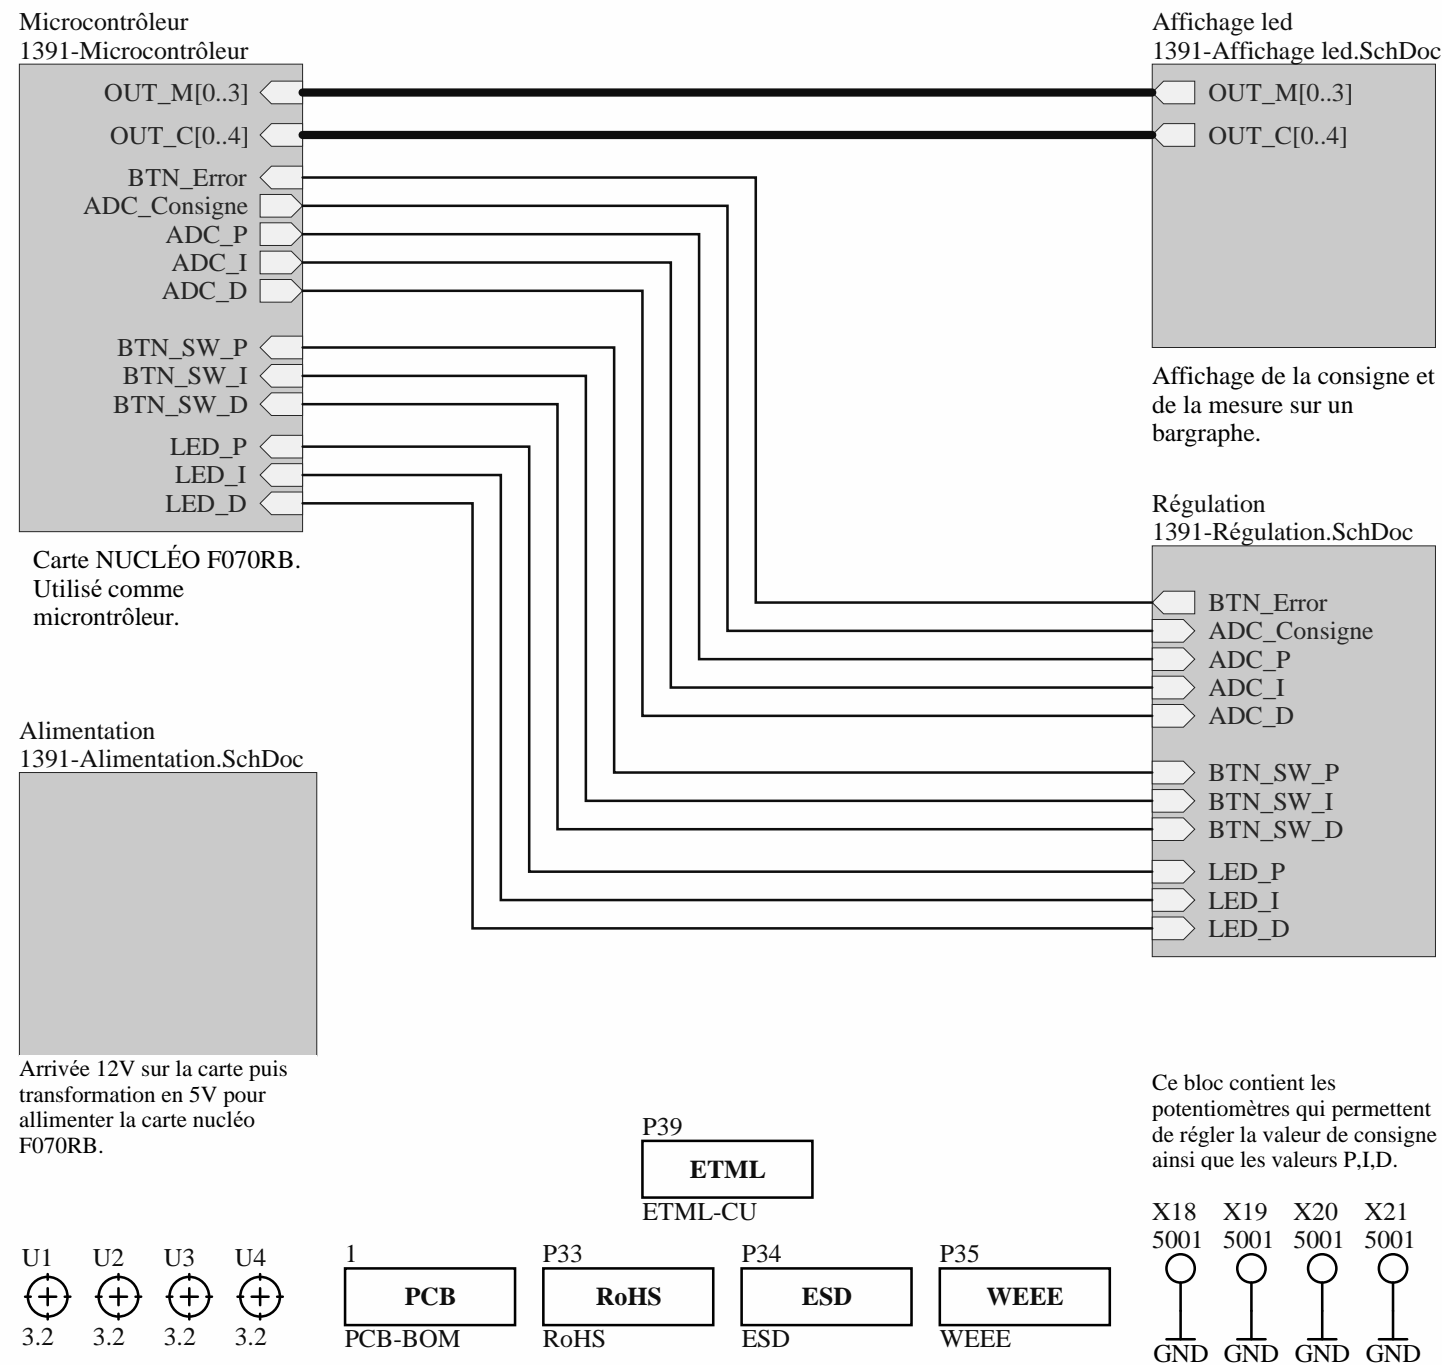 Microcontrôleur
1391-Microcontrôleur
OUT_M[0..3]
OUT_C[0..4]
BTN_Error
ADC_Consigne
ADC_P
ADC_I
ADC_D
BTN_SW_P
BTN_SW_I
BTN_SW_D
LED_P
LED_I
LED_D
Carte NUCLÉO F070RB.
Utilisé comme
microntrôleur.
Affichage led
1391-Affichage led.SchDoc
OUT_M[0..3]
OUT_C[0..4]
Affichage de la consigne et
de la mesure sur un
bargraphe.
Régulation
1391-Régulation.SchDoc
BTN_Error
ADC_Consigne
ADC_P
ADC_I
ADC_D
BTN_SW_P
BTN_SW_I
BTN_SW_D
LED_P
LED_I
LED_D
Alimentation
1391-Alimentation.SchDoc
Arrivée 12V sur la carte puis
transformation en 5V pour
allimenter la carte nucléo
F070RB.
Ce bloc contient les
potentiomètres qui permettent
de régler la valeur de consigne
ainsi que les valeurs P,I,D.
P39
ETML
ETML-CU
U1 U2 U3 U4
3.2 3.2 3.2 3.2
1
PCB
PCB-BOM
P33
RoHS
RoHS
P34
ESD
ESD
P35
WEEE
WEEE
X18 X19 X20 X21
5001 5001 5001 5001
GND GND GND GND